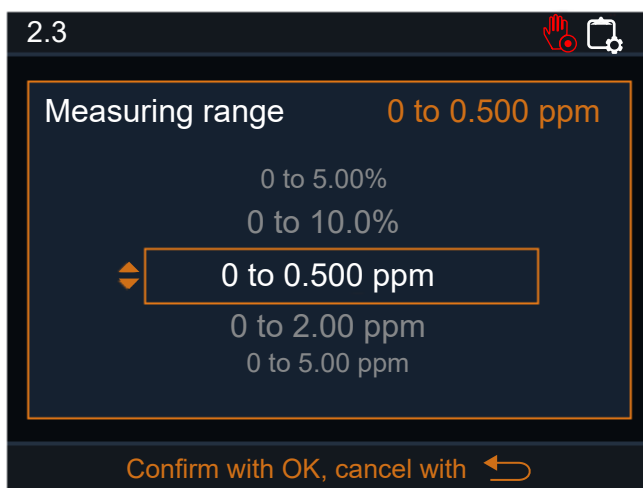 2.3
Measuring range 0 to 0.500 ppm
0 to 5.00%
0 to 10.0%
0 to 0.500 ppm
0 to 2.00 ppm
0 to 5.00 ppm
Confirm with OK, cancel with